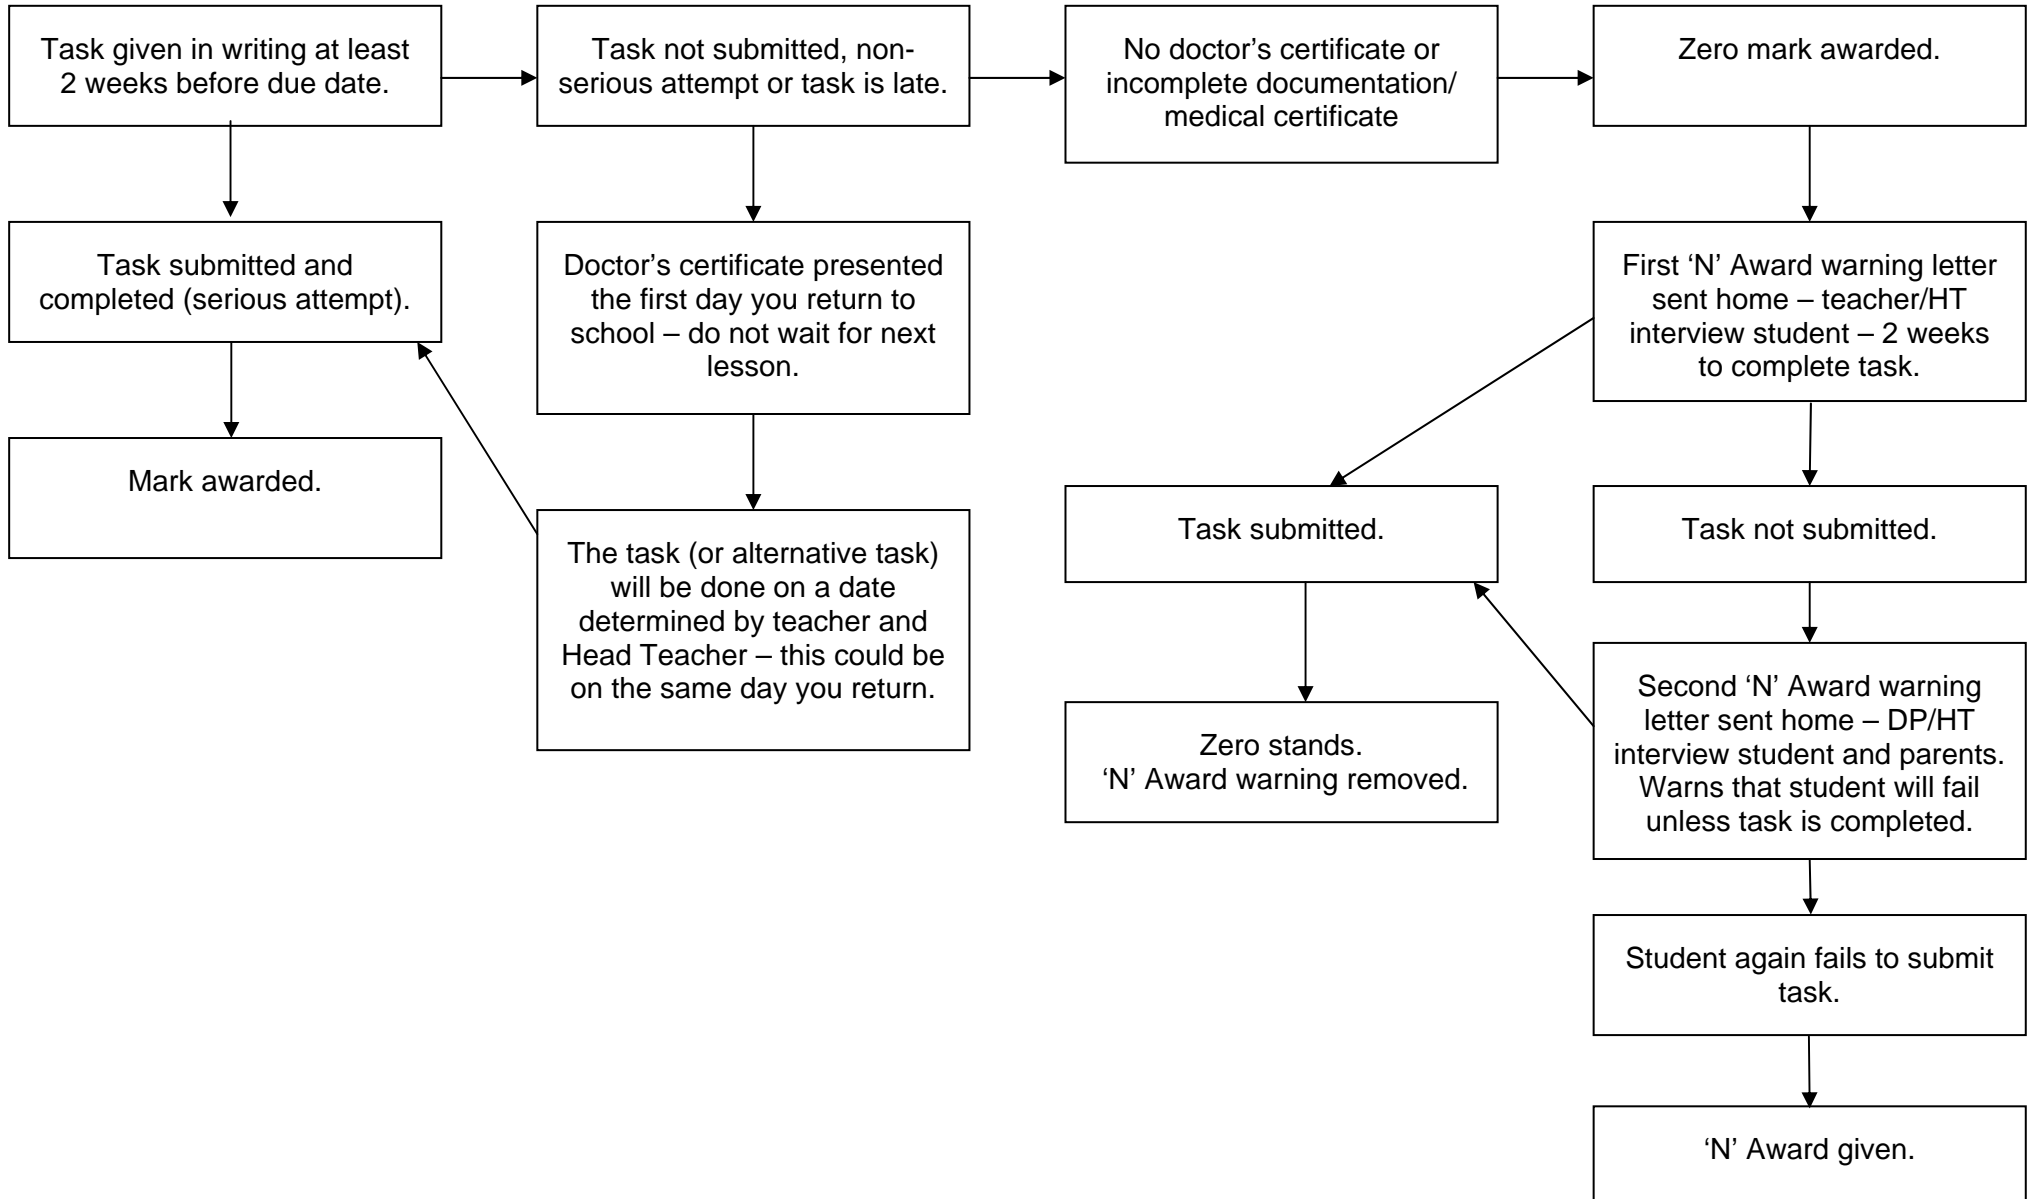 Task given in writing at least
2 weeks before due date.
Task not submitted, non-
serious attempt or task is late.
No doctor’s certificate or
incomplete documentation/
medical certificate
Zero mark awarded.
Task submitted and
completed (serious attempt).
Doctor’s certificate presented
the first day you return to
school – do not wait for next
lesson.
First ‘N’ Award warning letter
sent home – teacher/HT
interview student – 2 weeks
to complete task.
Mark awarded.
The task (or alternative task)
will be done on a date
determined by teacher and
Head Teacher – this could be
on the same day you return.
Task submitted.
Task not submitted.
Zero stands.
‘N’ Award warning removed.
Second ‘N’ Award warning
letter sent home – DP/HT
interview student and parents.
Warns that student will fail
unless task is completed.
Student again fails to submit
task.
‘N’ Award given.